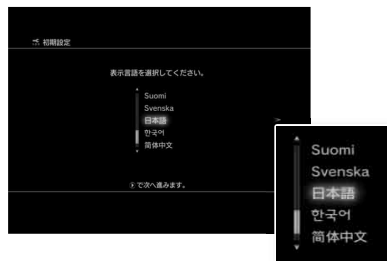 初期設定
表示言語を選択してください。
Suomi
Svenska
日本語
한국어
简体中文
で次へ進みます。
Suomi
Svenska
日本語
한국어
简体中文